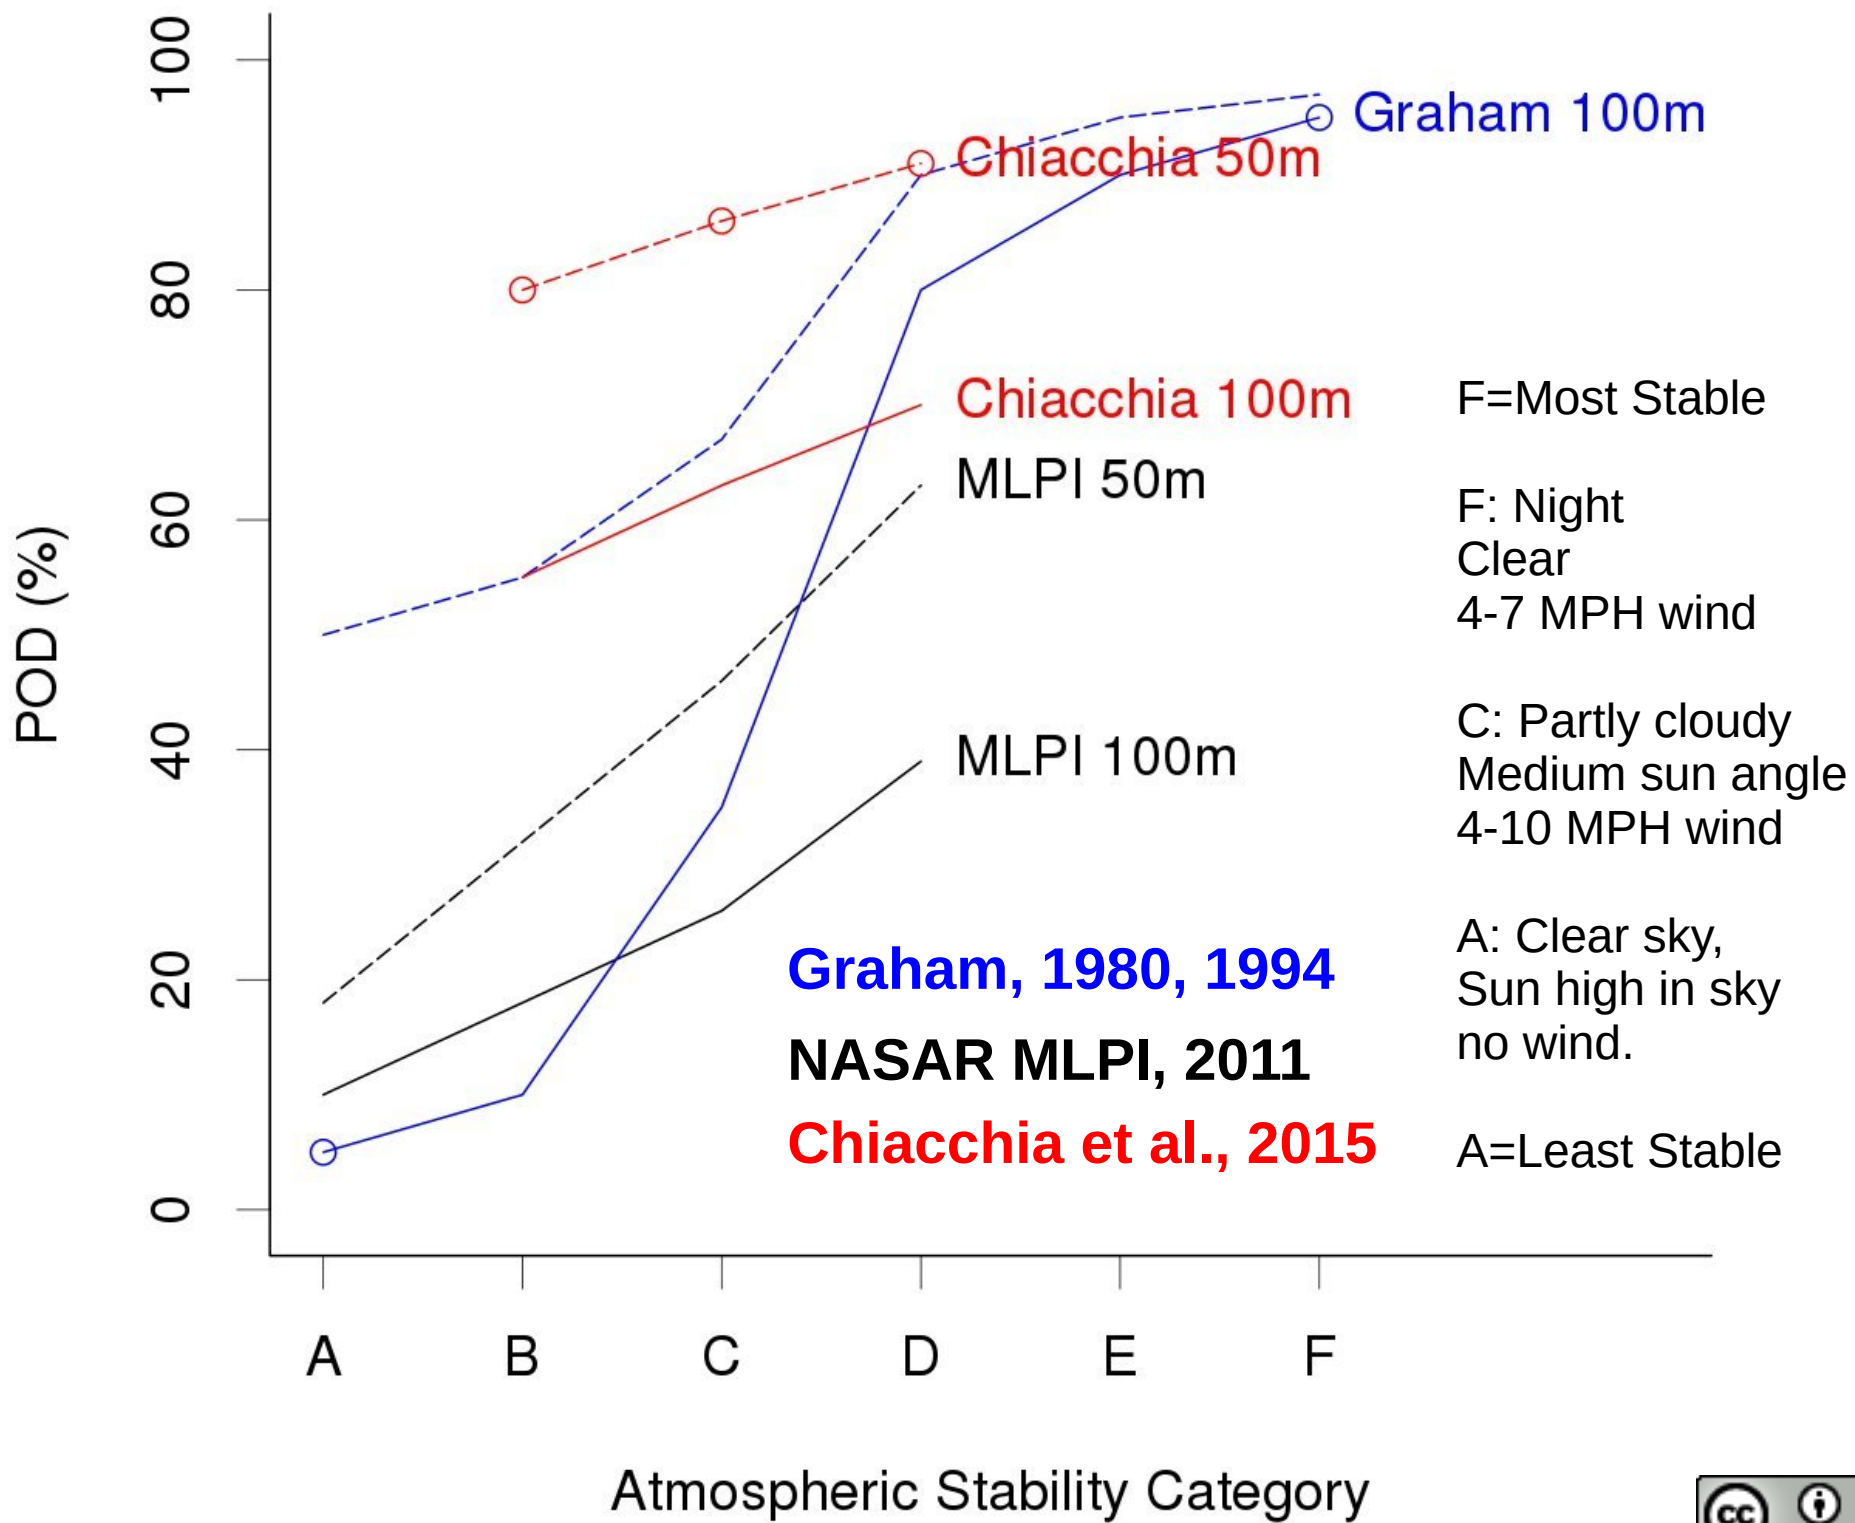 100
80
60
40
20
0
POD (%)
Graham 100m
Chiacchia 50m
Chiacchia 100m
MLPI 50m
MLPI 100m
F=Most Stable
F: Night
Clear
4-7 MPH wind
C: Partly cloudy
Medium sun angle
4-10 MPH wind
A: Clear sky,
Sun high in sky
no wind.
A=Least Stable
Graham, 1980, 1994
NASAR MLPI, 2011
Chiacchia et al., 2015
A B C D E F
Atmospheric Stability Category
cc